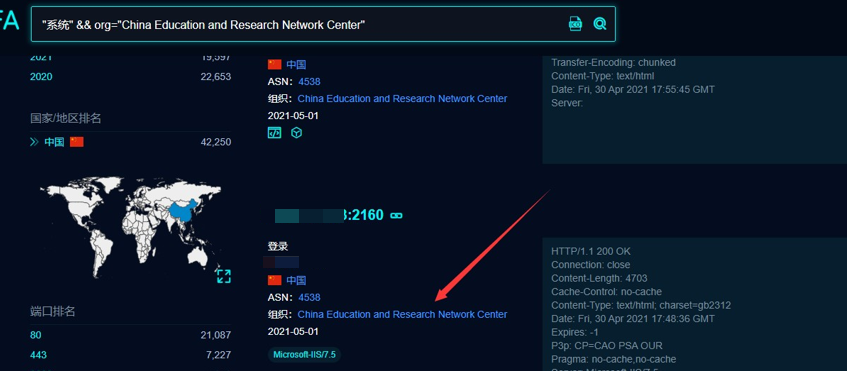 FA
"系统" && org="China Education and Research Network Center"
2021 19,597
2020 22,653
国家/地区排名
中国 42,250
端口排名
80 21,087
443 7,227
中国
ASN： 4538
组织： China Education and Research Network Center
2021-05-01
:2160
登录
中国
ASN： 4538
组织： China Education and Research Network Center
2021-05-01
Microsoft-IIS/7.5
Transfer-Encoding: chunked
Content-Type: text/html
Date: Fri, 30 Apr 2021 17:55:45 GMT
Server:
HTTP/1.1 200 OK
Connection: close
Content-Length: 4703
Cache-Control: no-cache
Content-Type: text/html; charset=gb2312
Date: Fri, 30 Apr 2021 17:48:36 GMT
Expires: -1
P3p: CP=CAO PSA OUR
Pragma: no-cache,no-cache
Server: Microsoft-IIS/7.5